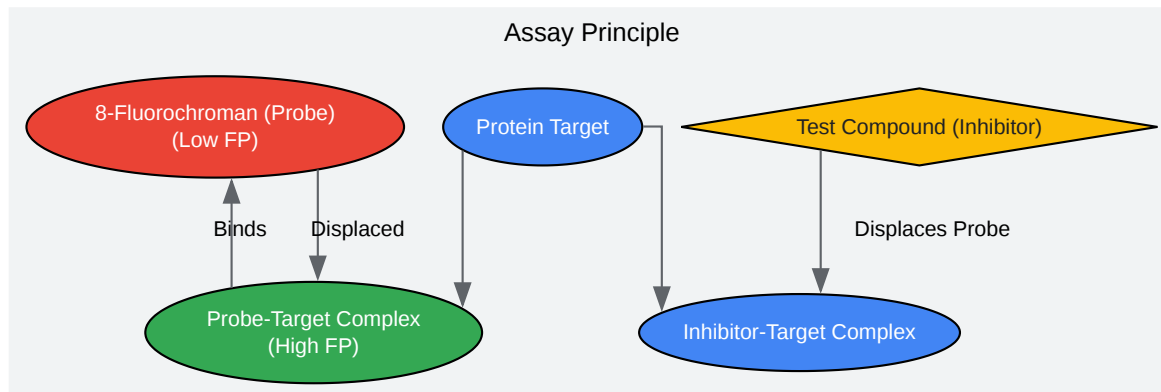 Assay Principle
8-Fluorochroman (Probe)
(Low FP)
Protein Target
Test Compound (Inhibitor)
Binds
Displaced
Displaces Probe
Probe-Target Complex
(High FP)
Inhibitor-Target Complex